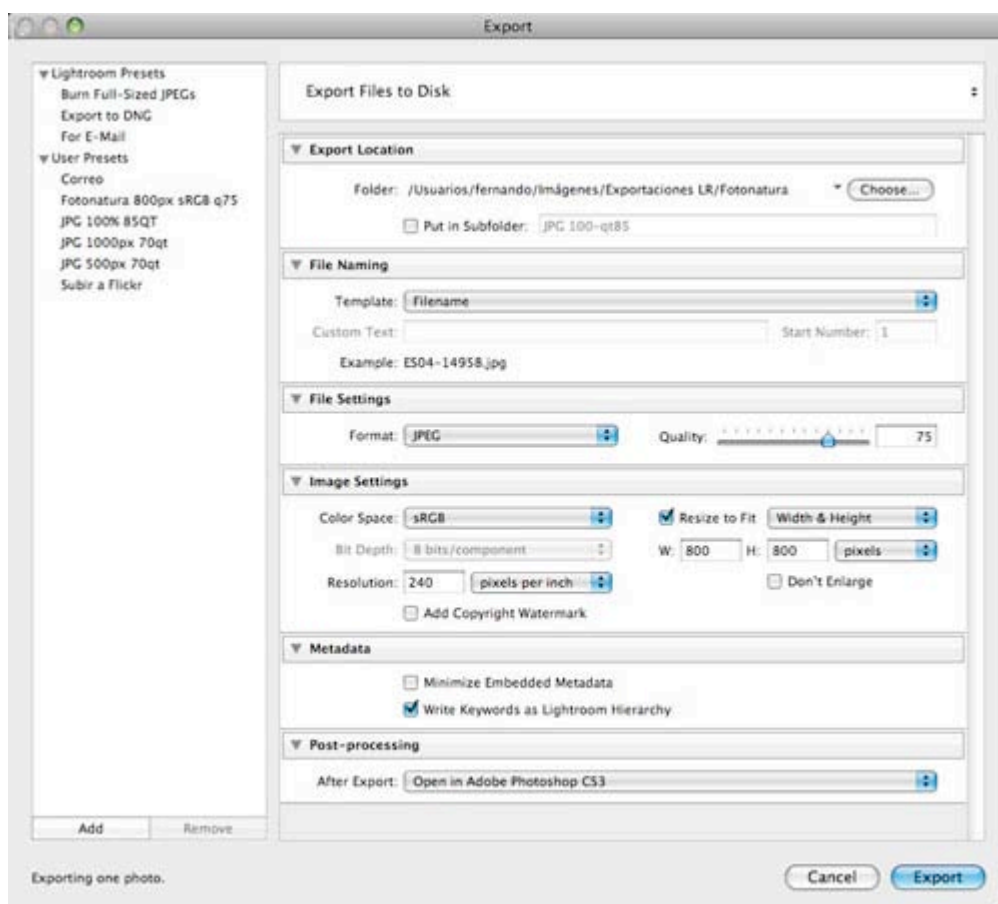 Export
Lightroom Presets
Burn Full-Sized JPEGs
Export to DNG
For E-Mail
User Presets
Correo
Fotonatura 800px sRGB q75
JPG 100% 85QT
JPG 1000px 70qt
JPG 500px 70qt
Subir a Flickr
Add Remove
Export Files to Disk
Export Location
Folder: /Usuarios/fernando/Imágenes/Exportaciones LR/Fotonatura Choose...
Put in Subfolder: JPG 100-qt85
File Naming
Template: Filename
Custom Text: Start Number: 1
Example: ES04-14958.jpg
File Settings
Format: JPEG Quality: 75
Image Settings
Color Space: sRGB Resize to Fit Width & Height
Bit Depth: 8 bits/component W: 800 H: 800 pixels
Resolution: 240 pixels per inch Don't Enlarge
Add Copyright Watermark
Metadata
Minimize Embedded Metadata
Write Keywords as Lightroom Hierarchy
Post-processing
After Export: Open in Adobe Photoshop CS3
Exporting one photo. Cancel Export